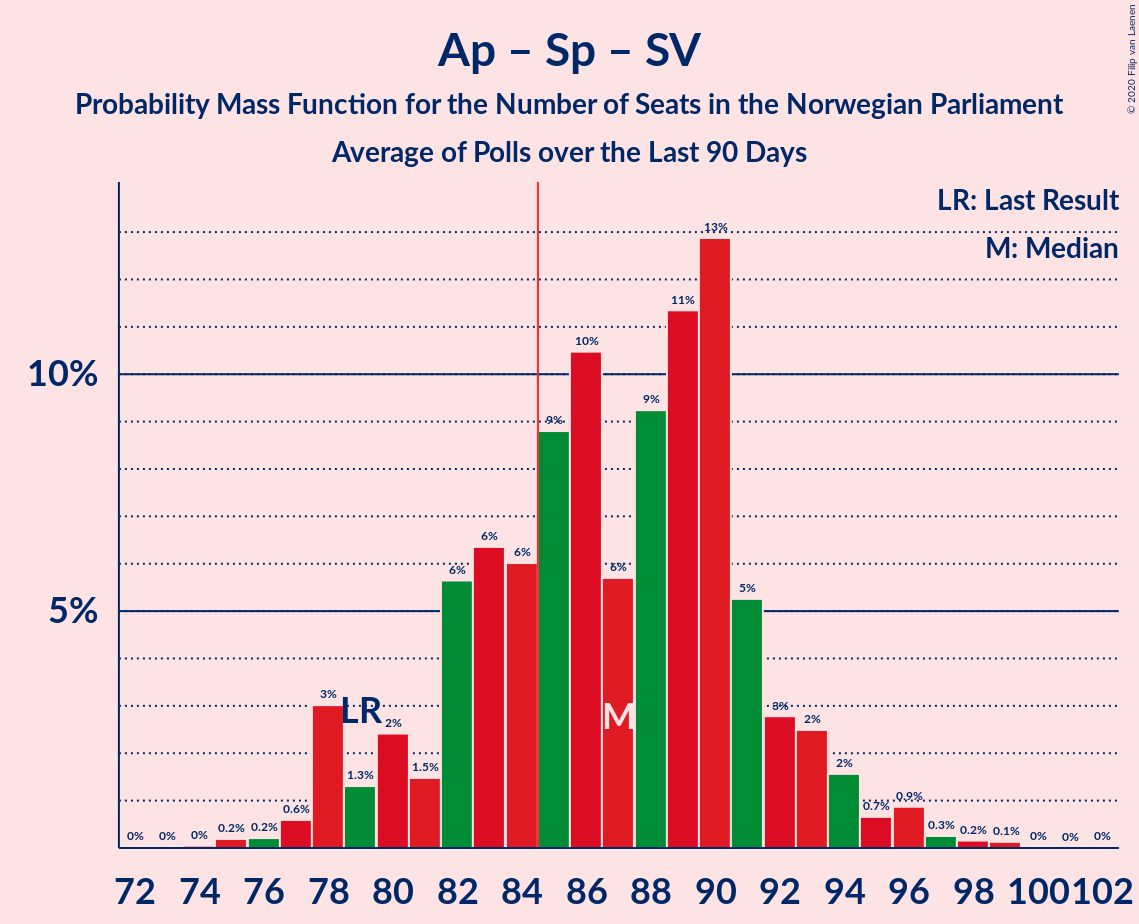 Ap – Sp – SV
Probability Mass Function for the Number of Seats in the Norwegian Parliament
Average of Polls over the Last 90 Days
© 2020 Filip van Laenen
LR: Last Result
M: Median
10%
5%
0% 0% 0% 0.2% 0.2% 0.6% 3% 1.3% 2% 1.5% 6% 6% 6% 9% 10% 6% 9% 11% 13% 5% 3% 2% 2% 0.7% 0.9% 0.3% 0.2% 0.1% 0% 0% 0%
LR
M
72 74 76 78 80 82 84 86 88 90 92 94 96 98 100 102